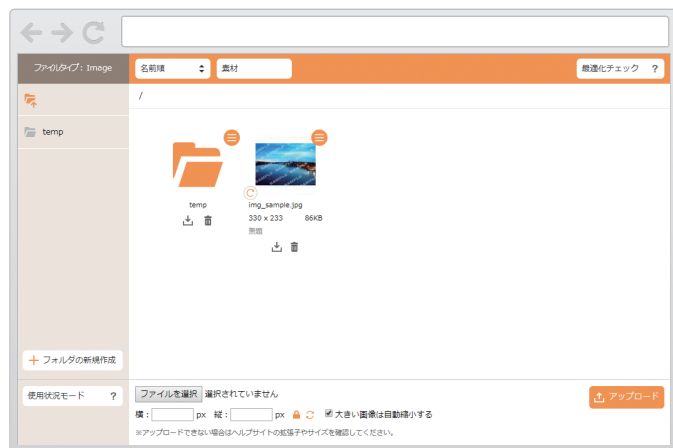 ファイルタイプ : Image
名前順
素材
最適化チェック ?
/
temp
temp
img_sample.jpg
330 x 233 86KB
無題
フォルダの新規作成
使用状況モード ?
ファイルを選択 選択されていません
横 : px 縦 : px 大きい画像は自動縮小する
※アップロードできない場合はヘルプサイトの拡張子やサイズを確認してください。
アップロード